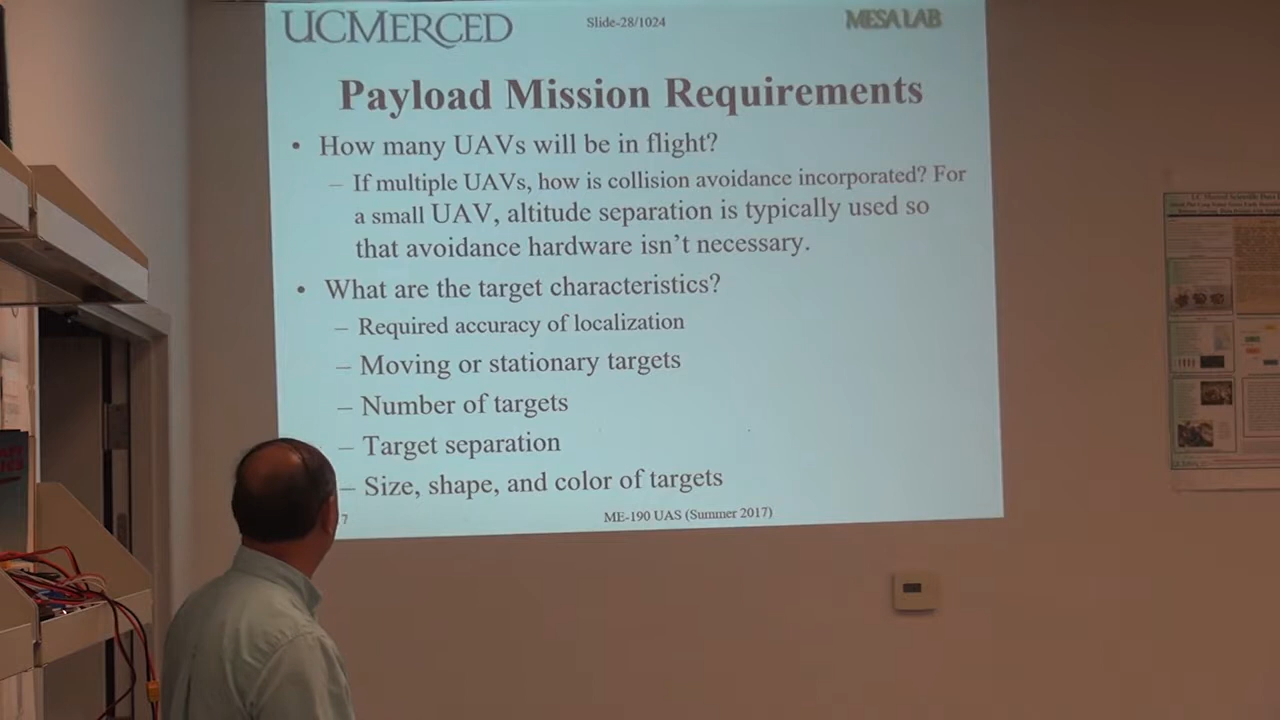 UCMERCED
Slide-28/1024
MESA LAB
Payload Mission Requirements
• How many UAVs will be in flight?
– If multiple UAVs, how is collision avoidance incorporated? For
a small UAV, altitude separation is typically used so
that avoidance hardware isn't necessary.
• What are the target characteristics?
– Required accuracy of localization
– Moving or stationary targets
– Number of targets
– Target separation
– Size, shape, and color of targets
7
ME-190 UAS (Summer 2017)